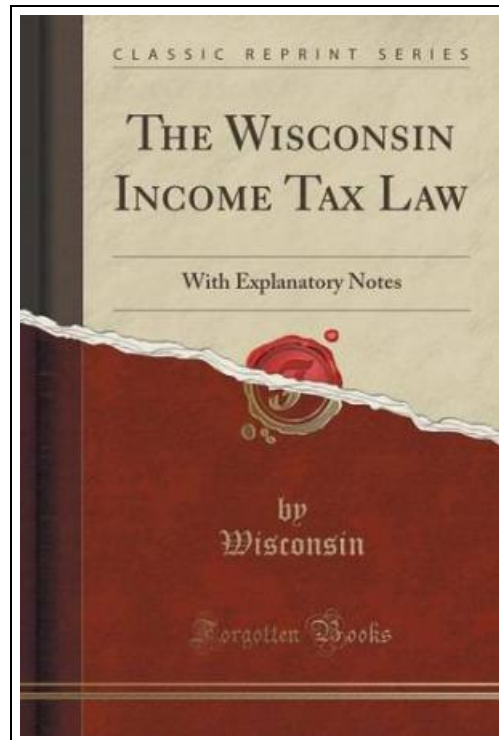 CLASSIC REPRINT SERIES
THE WISCONSIN
INCOME TAX LAW
With Explanatory Notes
by
Wisconsin
Forgotten Books